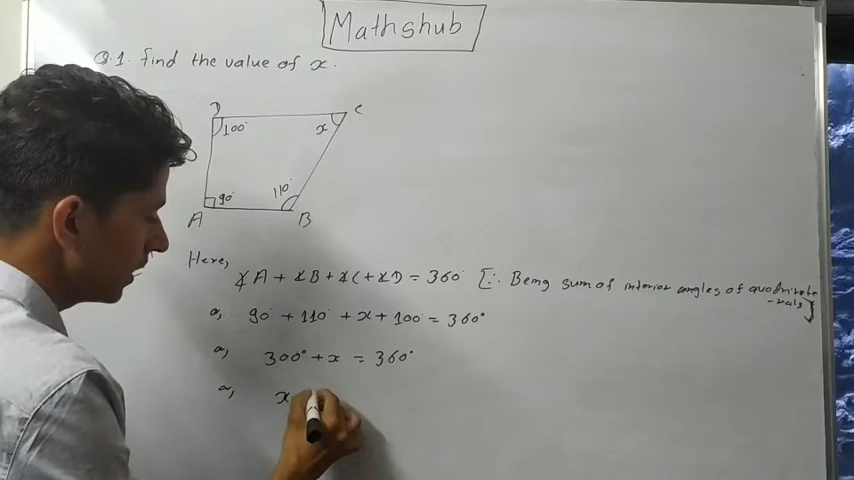 Mathshub
Q.1. find the value of x.
D
C
100°
x
90°
110°
A
B
Here,
∡A + ∡B + ∡C + ∡D = 360° [∵ Being sum of interior angles of quadrilate
-rals]
or, 90° + 110° + x + 100° = 360°
or, 300° + x = 360°
or, x